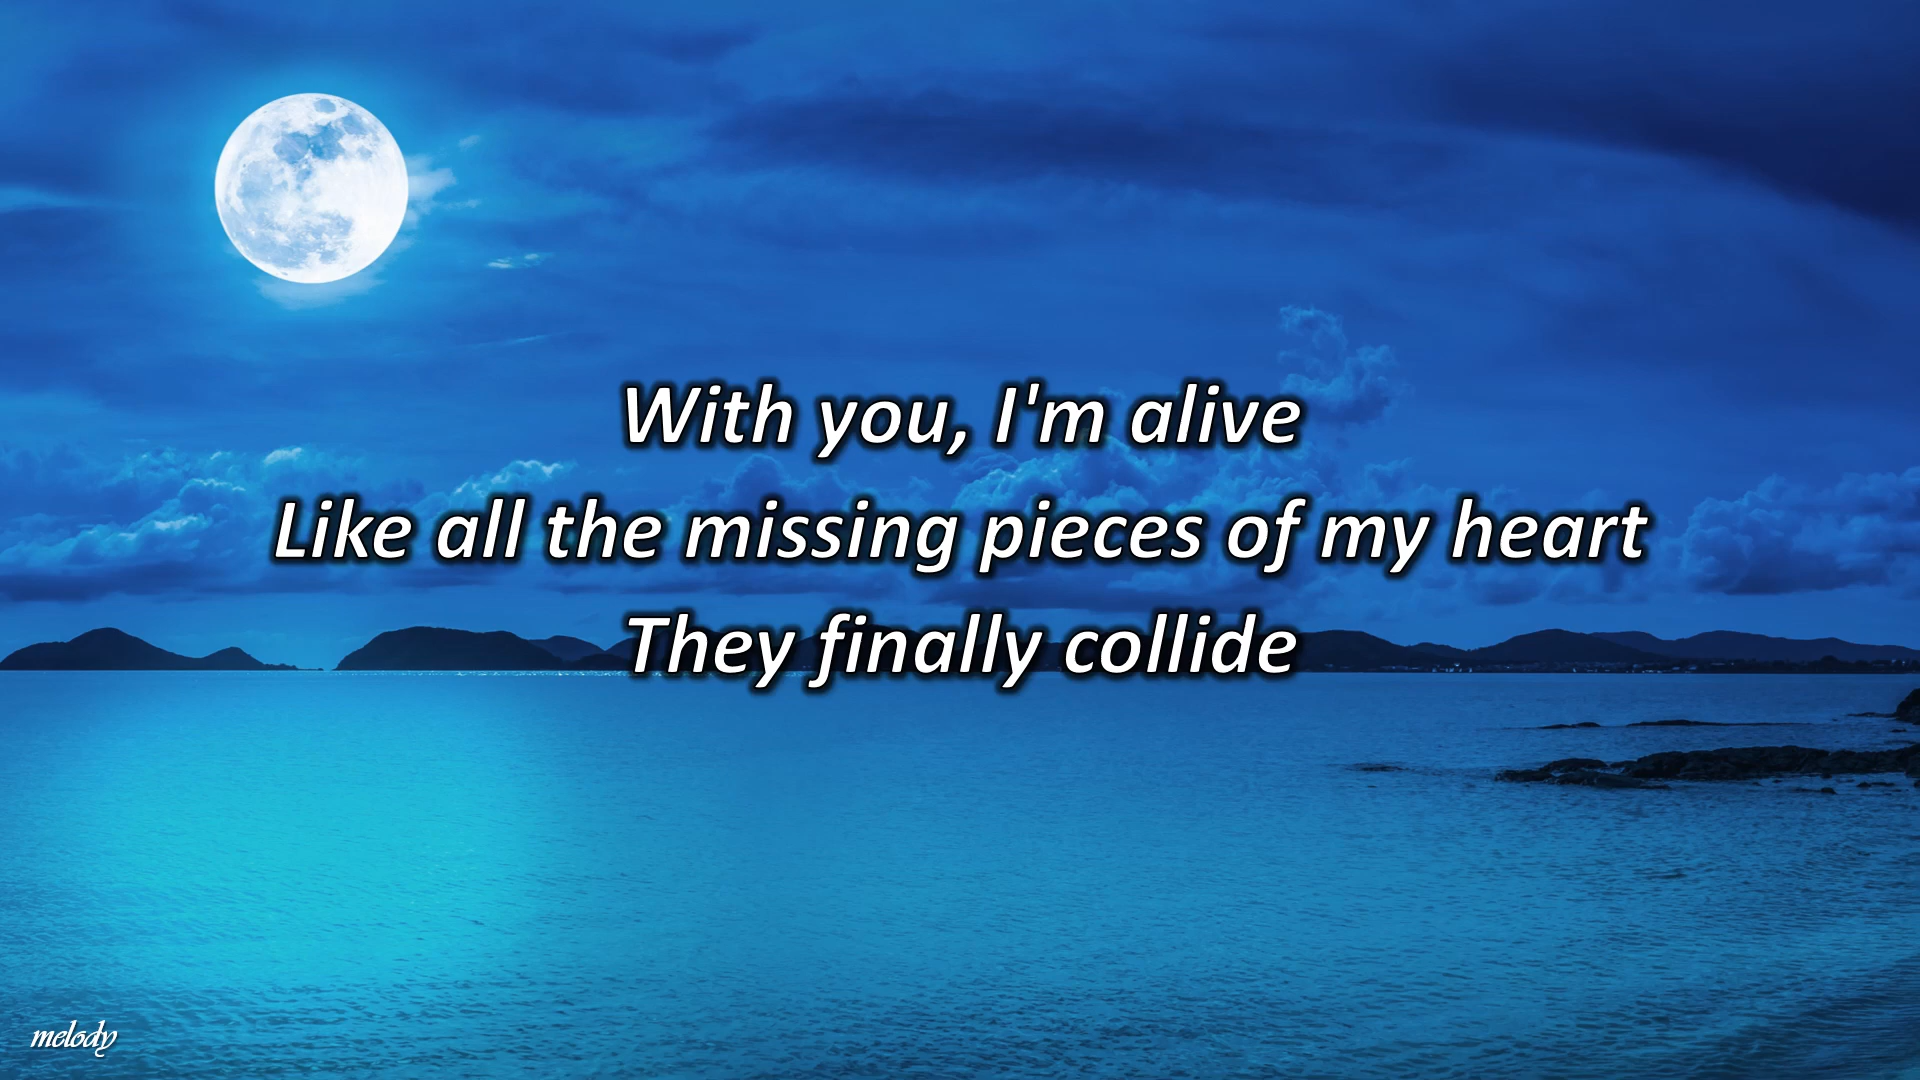 With you, I'm alive
Like all the missing pieces of my heart
They finally collide
melody